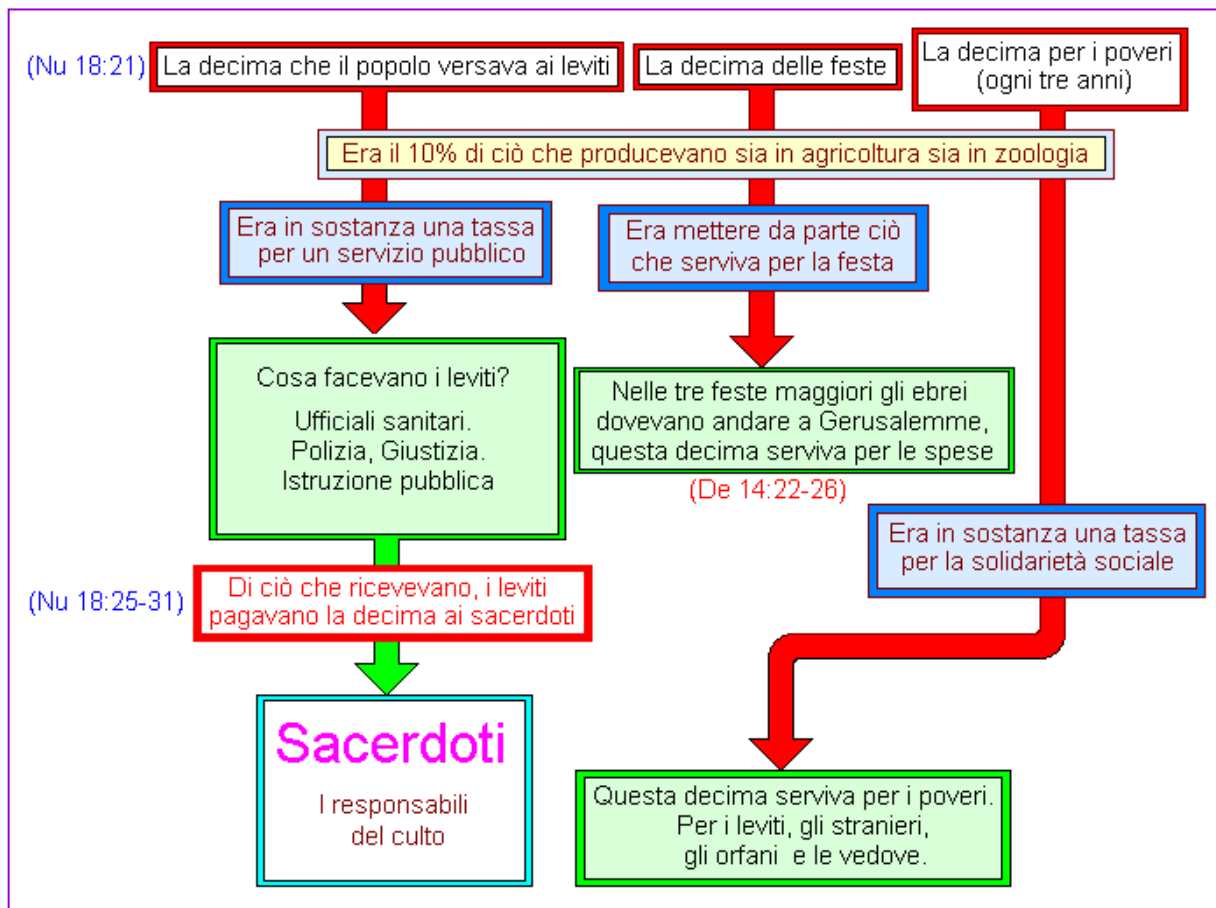 (Nu 18:21)
La decima che il popolo versava ai leviti
La decima delle feste
La decima per i poveri
(ogni tre anni)
Era il 10% di ciò che producevano sia in agricoltura sia in zoologia
Era in sostanza una tassa
per un servizio pubblico
Era mettere da parte ciò
che serviva per la festa
Cosa facevano i leviti?
Ufficiali sanitari.
Polizia, Giustizia.
Istruzione pubblica
Nelle tre feste maggiori gli ebrei
dovevano andare a Gerusalemme,
questa decima serviva per le spese
(De 14:22-26)
Era in sostanza una tassa
per la solidarietà sociale
(Nu 18:25-31)
Di ciò che ricevevano, i leviti
pagavano la decima ai sacerdoti
Sacerdoti
I responsabili
del culto
Questa decima serviva per i poveri.
Per i leviti, gli stranieri,
gli orfani e le vedove.